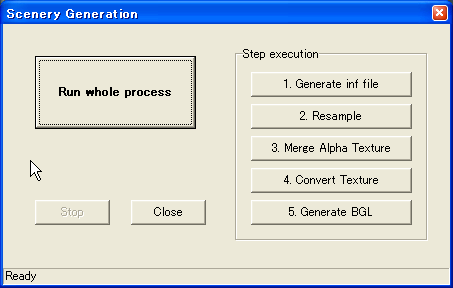 Scenery Generation
Run whole process
Stop
Close
Step execution
1. Generate inf file
2. Resample
3. Merge Alpha Texture
4. Convert Texture
5. Generate BGL
Ready